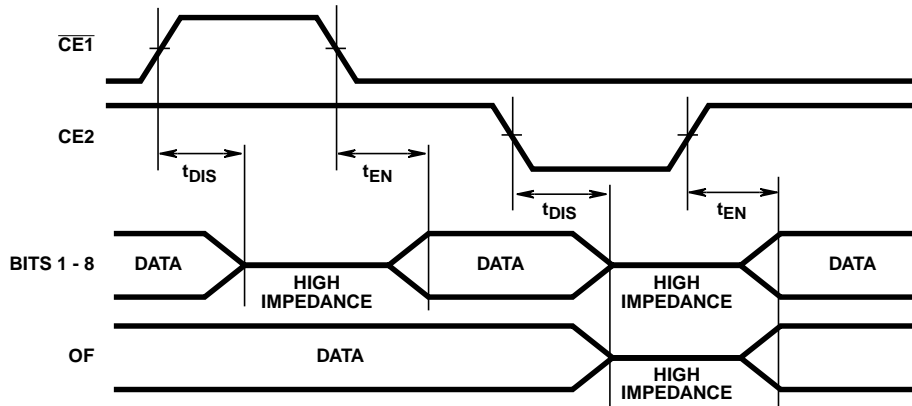 CE1
CE2
tDIS
tEN
tDIS
tEN
BITS 1 - 8
DATA
HIGH
IMPEDANCE
DATA
HIGH
IMPEDANCE
DATA
OF
DATA
HIGH
IMPEDANCE